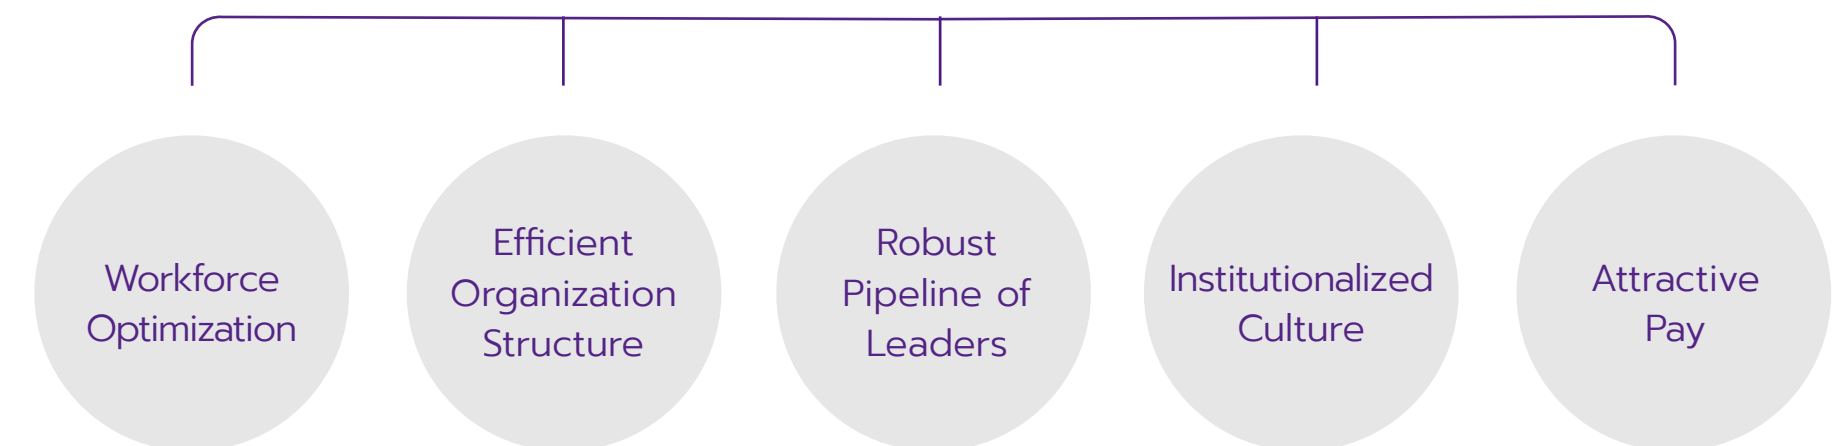 Workforce
Optimization
Efficient
Organization
Structure
Robust
Pipeline of
Leaders
Institutionalized
Culture
Attractive
Pay